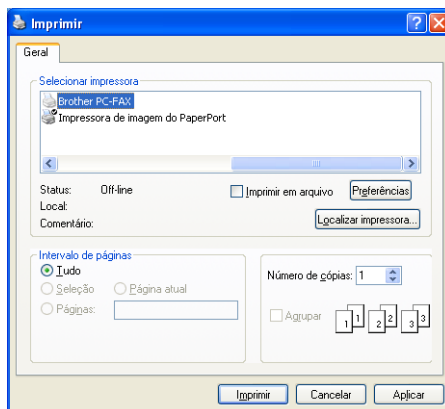 Imprimir
Geral
Selecionar impressora
Brother PC-FAX
Impressora de imagem do PaperPort
Status: Off-line
Imprimir em arquivo Preferências
Local:
Comentário:
Localizar impressora...
Intervalo de páginas
Tudo
Seleção Página atual
Páginas:
Número de cópias: 1
Agrupar
1 1 2 2 3 3
Imprimir Cancelar Aplicar